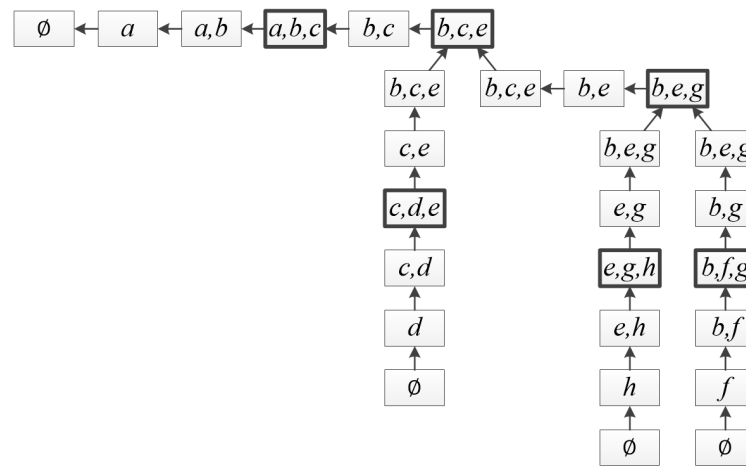 ∅ a a,b a,b,c b,c b,c,e
b,c,e b,c,e b,e b,e,g
c,e b,e,g b,e,g
c,d,e e,g b,g
c,d e,g,h b,f,g
d e,h b,f
∅ h f
∅ ∅